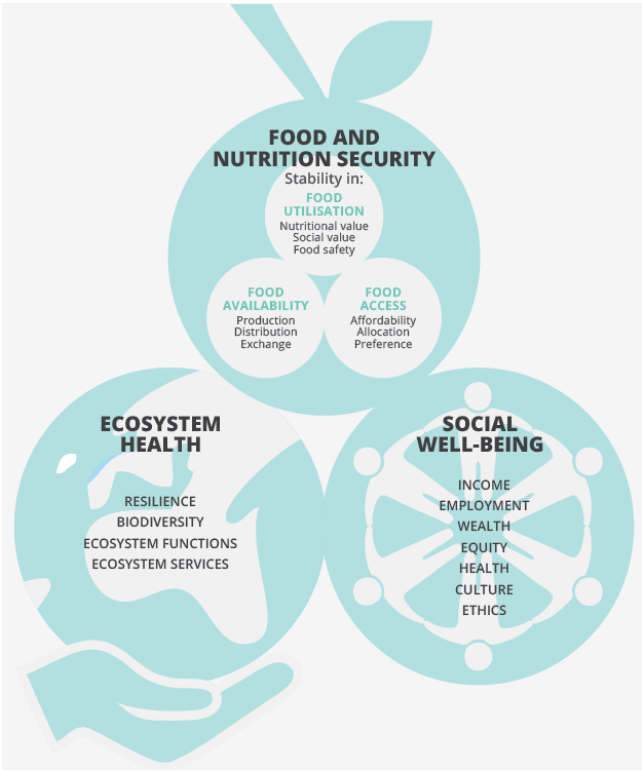 FOOD AND
NUTRITION SECURITY
Stability in:
FOOD
UTILISATION
Nutritional value
Social value
Food safety
FOOD
AVAILABILITY
Production
Distribution
Exchange
FOOD
ACCESS
Affordability
Allocation
Preference
ECOSYSTEM
HEALTH
RESILIENCE
BIODIVERSITY
ECOSYSTEM FUNCTIONS
ECOSYSTEM SERVICES
SOCIAL
WELL-BEING
INCOME
EMPLOYMENT
WEALTH
EQUITY
HEALTH
CULTURE
ETHICS